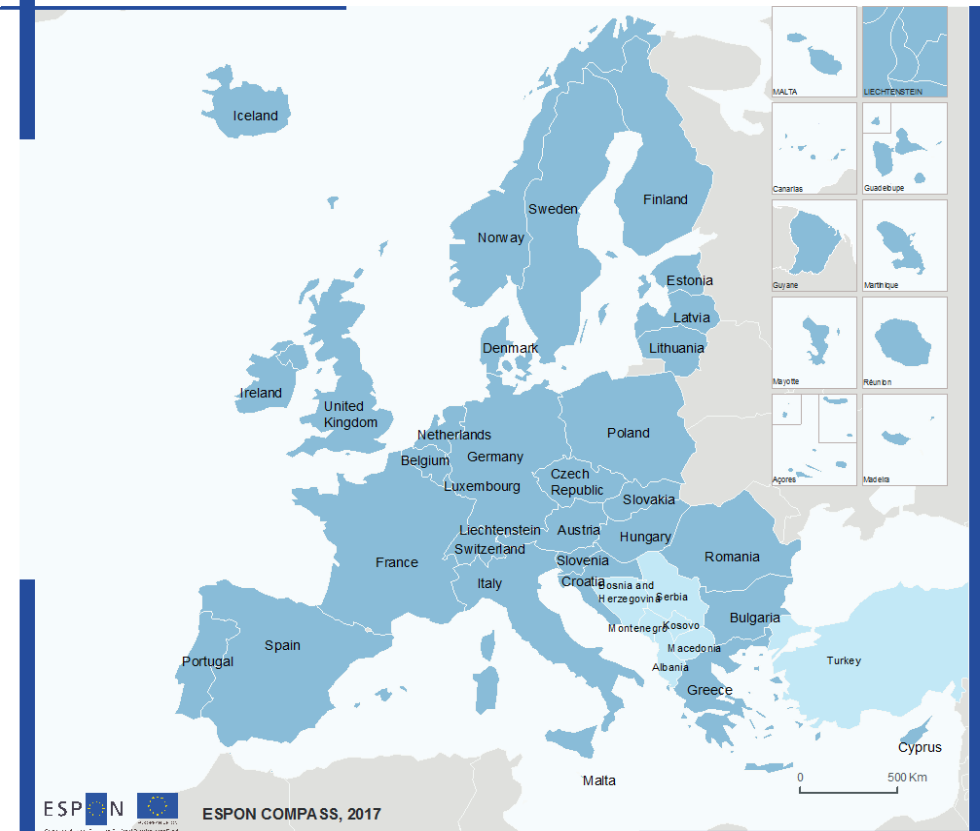 MALTA
LIECHTENSTEIN
Iceland
Canarias
Guadeloupe
Finland
Sweden
Norway
Estonia
Guyane
Martinique
Latvia
Denmark
Lithuania
Mayotte
Réunion
Ireland
United
Kingdom
Netherlands
Poland
Belgium
Germany
Czech
Republic
Luxembourg
Slovakia
Açores
Madeira
Liechtenstein
Austria
Hungary
Switzerland
France
Slovenia
Romania
Italy
Croatia
Bosnia and
Herzegovina
Serbia
Bulgaria
Montenegro
Kosovo
Spain
Macedonia
Portugal
Albania
Turkey
Greece
Cyprus
Malta
0
500 Km
ESPON
ESPON COMPASS, 2017